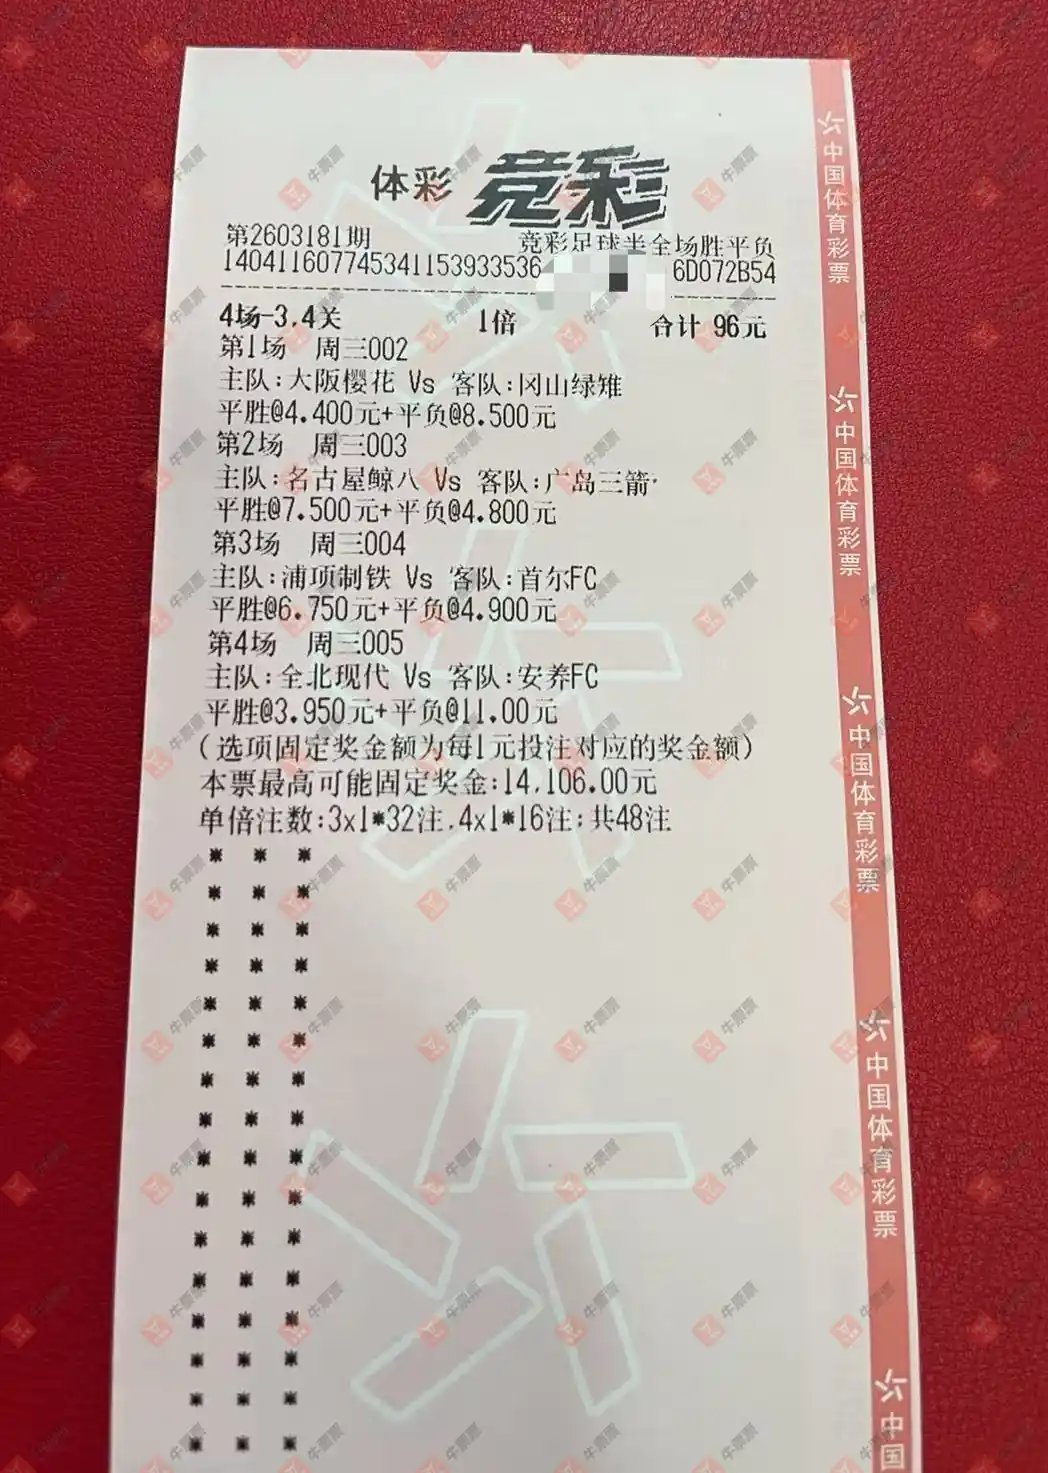 体彩 竞彩
第2603181期 竞彩足球半全场胜平负
140411607745341153933536 6D072B54
4场-3,4关 1倍 合计 96元
第1场 周三002
主队:大阪樱花 Vs 客队:冈山绿雉
平胜@4.400元+平负@8.500元
第2场 周三003
主队:名古屋鲸八 Vs 客队:广岛三箭
平胜@7.500元+平负@4.800元
第3场 周三004
主队:浦项制铁 Vs 客队:首尔FC
平胜@6.750元+平负@4.900元
第4场 周三005
主队:全北现代 Vs 客队:安养FC
平胜@3.950元+平负@11.00元
(选项固定奖金额为每1元投注对应的奖金额)
本票最高可能固定奖金:14,106.00元
单倍注数:3x1*32注,4x1*16注;共48注
中国体育彩票
中国体育彩票
中国体育彩票
中国体育彩票
中国
牛票票